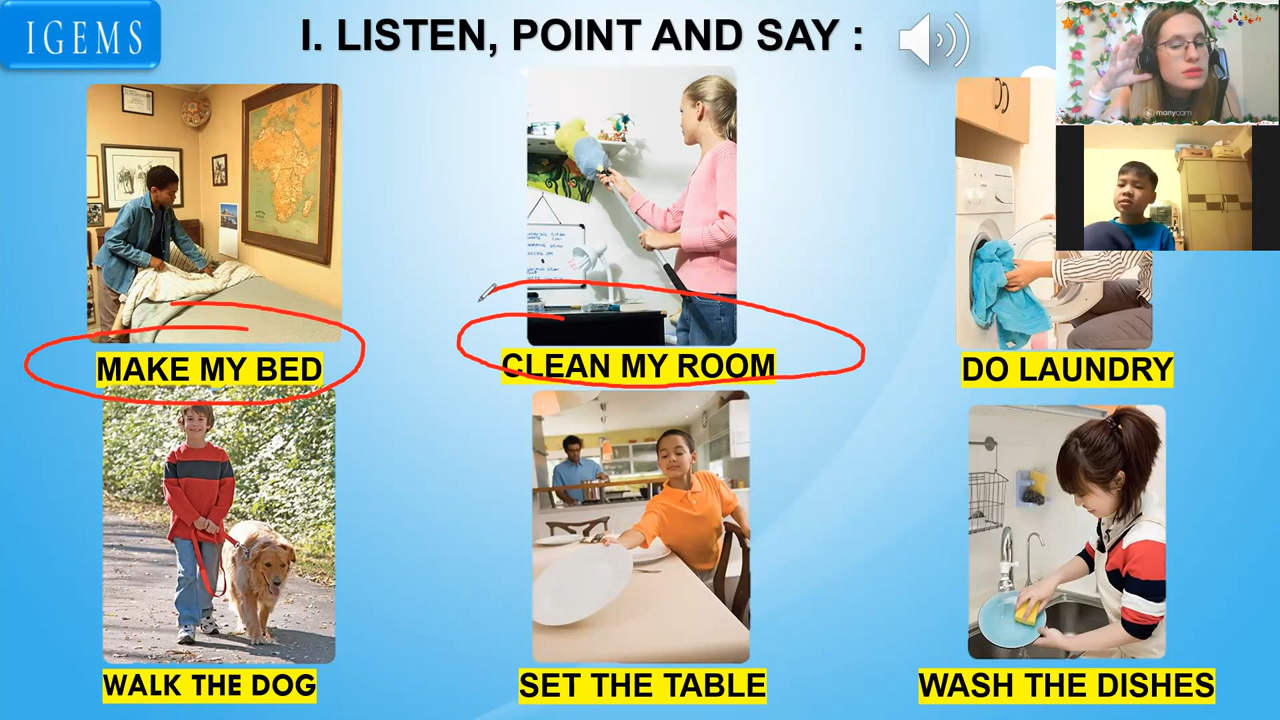 IGEMS
I. LISTEN, POINT AND SAY :
manycam
MAKE MY BED
CLEAN MY ROOM
DO LAUNDRY
WALK THE DOG
SET THE TABLE
WASH THE DISHES